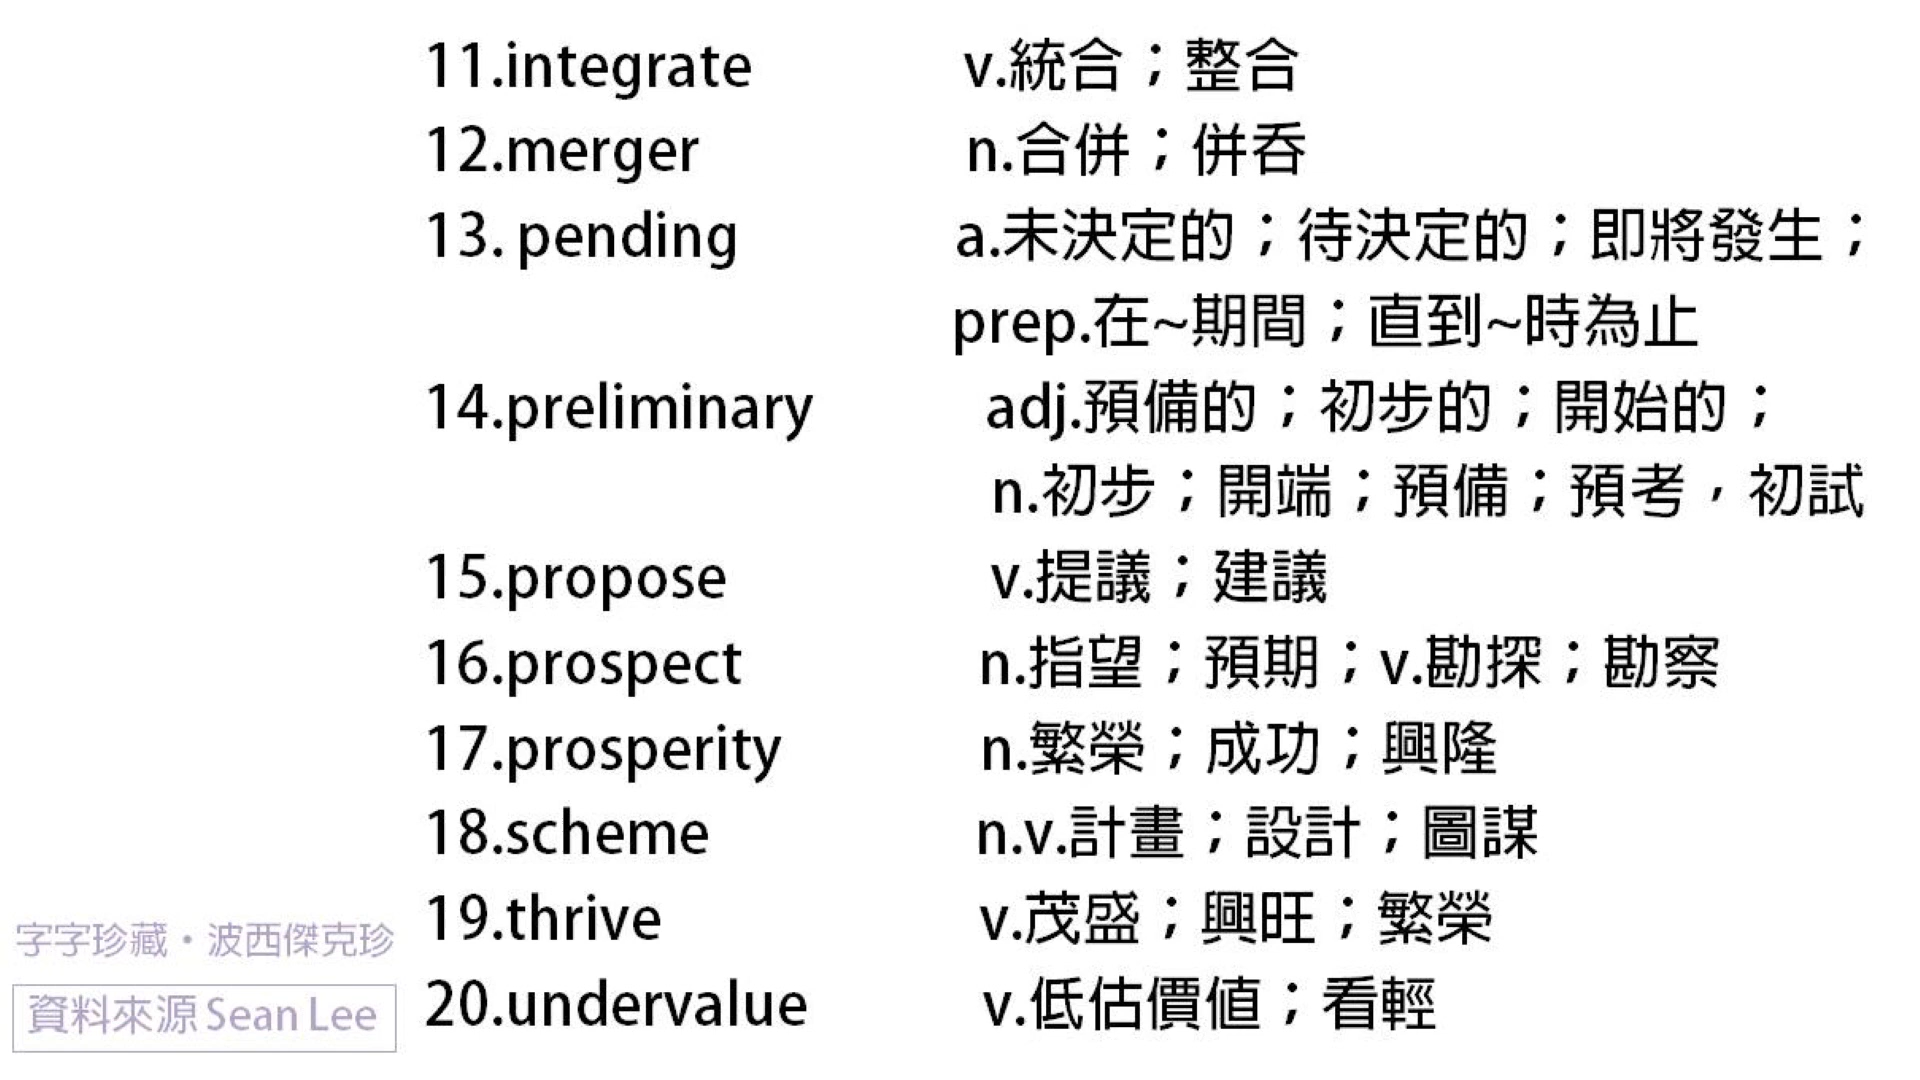 11.integrate v.統合；整合
12.merger n.合併；併吞
13. pending a.未決定的；待決定的；即將發生；
prep.在~期間；直到~時為止
14.preliminary adj.預備的；初步的；開始的；
n.初步；開端；預備；預考，初試
15.propose v.提議；建議
16.prospect n.指望；預期；v.勘探；勘察
17.prosperity n.繁榮；成功；興隆
18.scheme n.v.計畫；設計；圖謀
19.thrive v.茂盛；興旺；繁榮
20.undervalue v.低估價值；看輕
字字珍藏・波西傑克珍
資料來源 Sean Lee